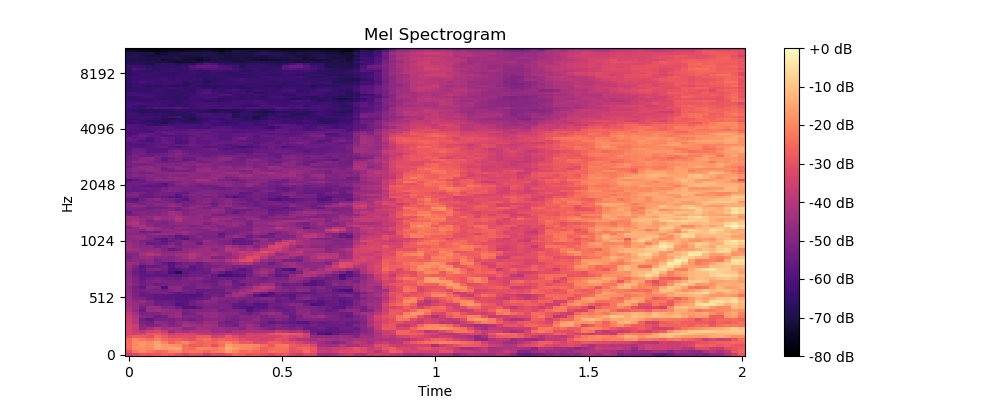 Mel Spectrogram
8192
4096
2048
1024
512
0
Hz
0
0.5
1
1.5
2
Time
+0 dB
-10 dB
-20 dB
-30 dB
-40 dB
-50 dB
-60 dB
-70 dB
-80 dB